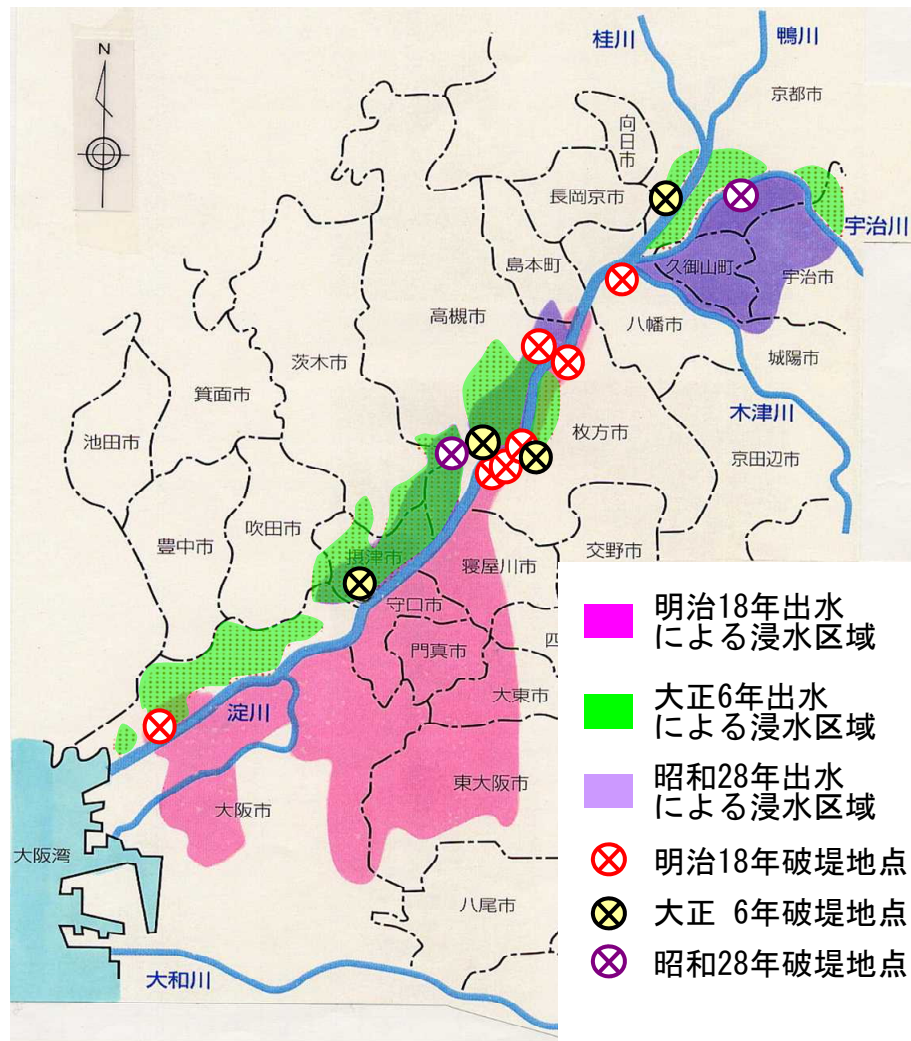 N
桂川
鴨川
京都市
向日市
長岡京市
宇治川
島本町
久御山町
宇治市
高槻市
八幡市
城陽市
茨木市
箕面市
木津川
枚方市
池田市
京田辺市
吹田市
豊中市
摂津市
交野市
寝屋川市
守口市
門真市
四
大東市
淀川
東大阪市
大阪市
大阪湾
八尾市
大和川
明治18年出水
による浸水区域
大正6年出水
による浸水区域
昭和28年出水
による浸水区域
明治18年破堤地点
大正 6年破堤地点
昭和28年破堤地点